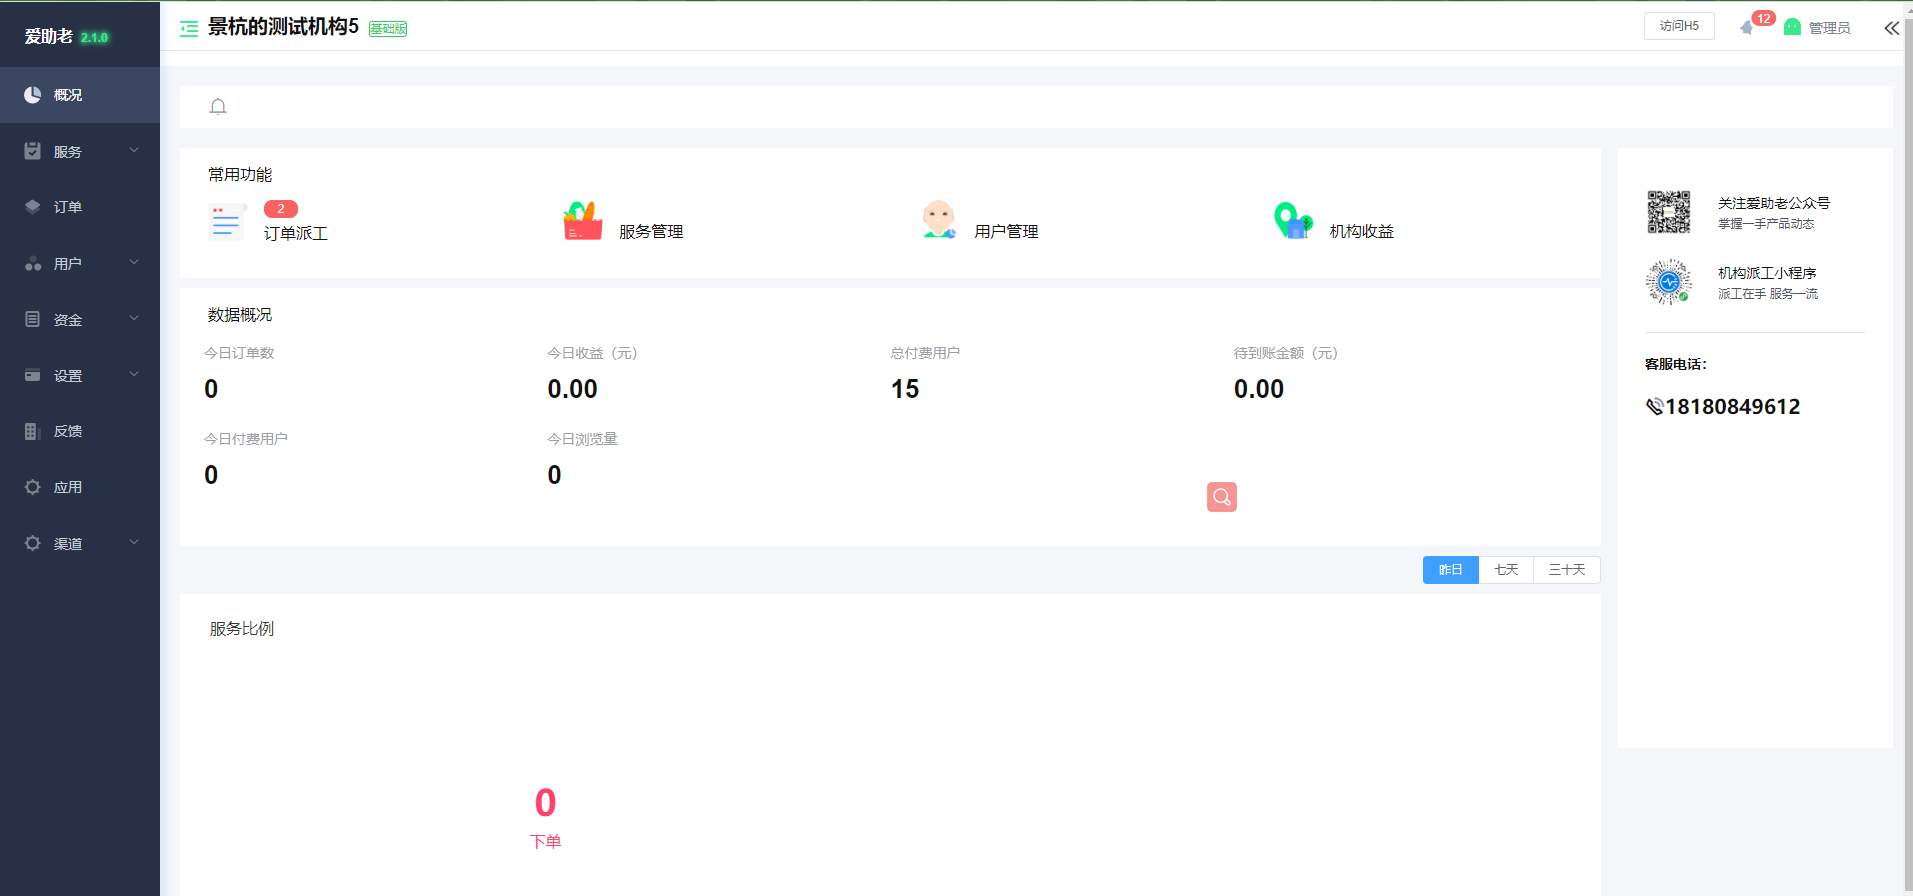 爱助老 2.1.0
景杭的测试机构5 基础版
访问H5
12
管理员
概况
服务
订单
用户
资金
设置
反馈
应用
渠道
常用功能
2
订单派工
服务管理
用户管理
机构收益
数据概况
今日订单数
0
今日收益（元）
0.00
总付费用户
15
待到账金额（元）
0.00
今日付费用户
0
今日浏览量
0
昨日 七天 三十天
服务比例
0
下单
关注爱助老公众号
掌握一手产品动态
机构派工小程序
派工在手 服务一流
客服电话：
18180849612